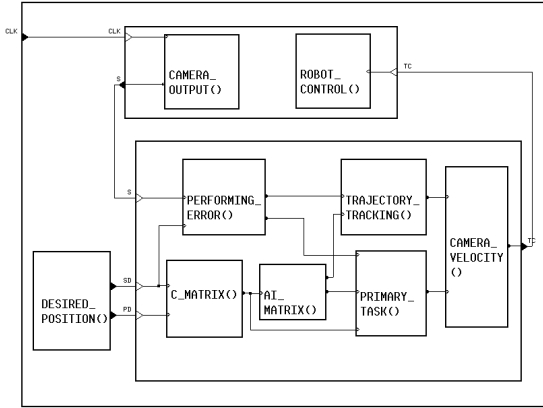 CLK
CLK
CAMERA_
OUTPUT()
ROBOT_
CONTROL()
TC
S
S
PERFORMING_
ERROR()
TRAJECTORY_
TRACKING()
CAMERA_
VELOCITY
()
TC
DESIRED_
POSITION()
SD
PD
C_MATRIX()
AI_
MATRIX()
PRIMARY_
TASK()